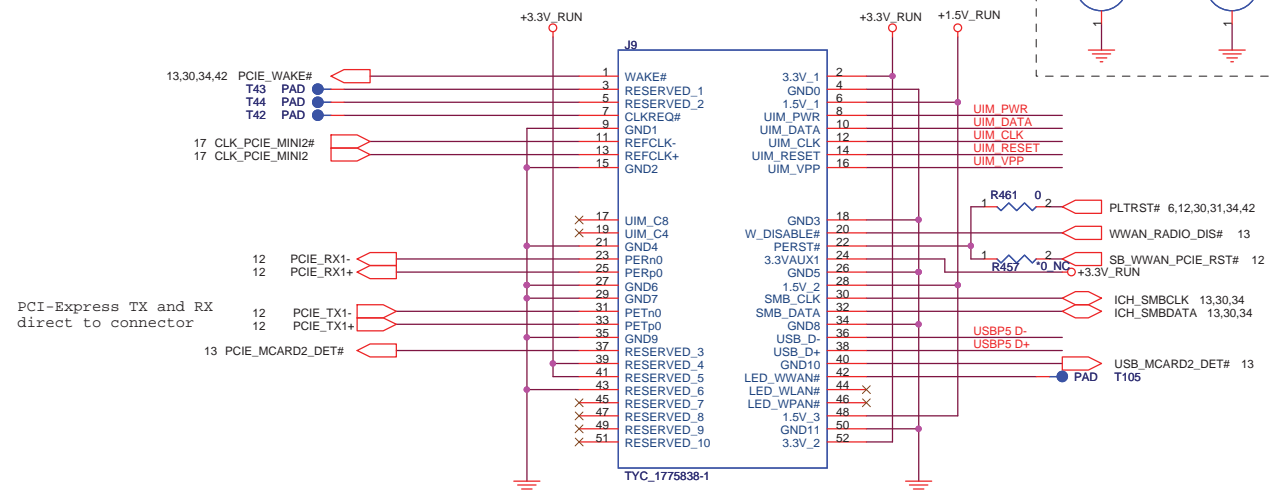 +3.3V_RUN
+3.3V_RUN
+1.5V_RUN
1
1
J9
13,30,34,42 PCIE_WAKE# 1 WAKE# 3.3V_1 2
T43 PAD 3 RESERVED_1 GND0 4
T44 PAD 5 RESERVED_2 1.5V_1 6
T42 PAD 7 CLKREQ# UIM_PWR 8 UIM_PWR
9 GND1 UIM_DATA 10 UIM_DATA
17 CLK_PCIE_MINI2# 11 REFCLK- UIM_CLK 12 UIM_CLK
17 CLK_PCIE_MINI2 13 REFCLK+ UIM_RESET 14 UIM_RESET
15 GND2 UIM_VPP 16 UIM_VPP
R461 0
17 UIM_C8 GND3 18 1 2 PLTRST# 6,12,30,31,34,42
19 UIM_C4 W_DISABLE# 20 WWAN_RADIO_DIS# 13
21 GND4 PERST# 22
12 PCIE_RX1- 23 PERn0 3.3VAUX1 24 1 2 SB_WWAN_PCIE_RST# 12
R457 *0_NC
12 PCIE_RX1+ 25 PERp0 GND5 26 +3.3V_RUN
27 GND6 1.5V_2 28
PCI-Express TX and RX
direct to connector
29 GND7 SMB_CLK 30 ICH_SMBCLK 13,30,34
12 PCIE_TX1- 31 PETn0 SMB_DATA 32 ICH_SMBDATA 13,30,34
12 PCIE_TX1+ 33 PETp0 GND8 34
35 GND9 USB_D- 36 USBP5 D-
13 PCIE_MCARD2_DET# 37 RESERVED_3 USB_D+ 38 USBP5 D+
39 RESERVED_4 GND10 40 USB_MCARD2_DET# 13
41 RESERVED_5 LED_WWAN# 42 PAD T105
43 RESERVED_6 LED_WLAN# 44
45 RESERVED_7 LED_WPAN# 46
47 RESERVED_8 1.5V_3 48
49 RESERVED_9 GND11 50
51 RESERVED_10 3.3V_2 52
TYC_1775838-1